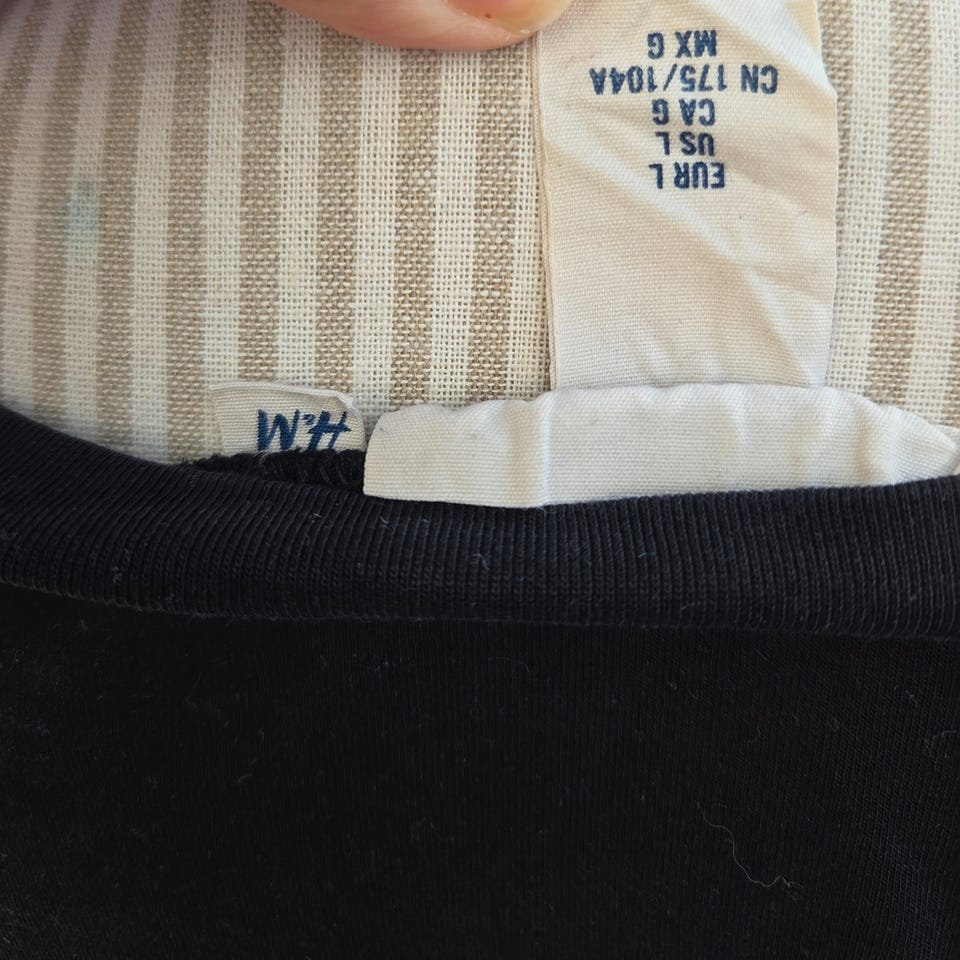 EUR L
US L
CA G
CN 175/104A
MX G
H&M